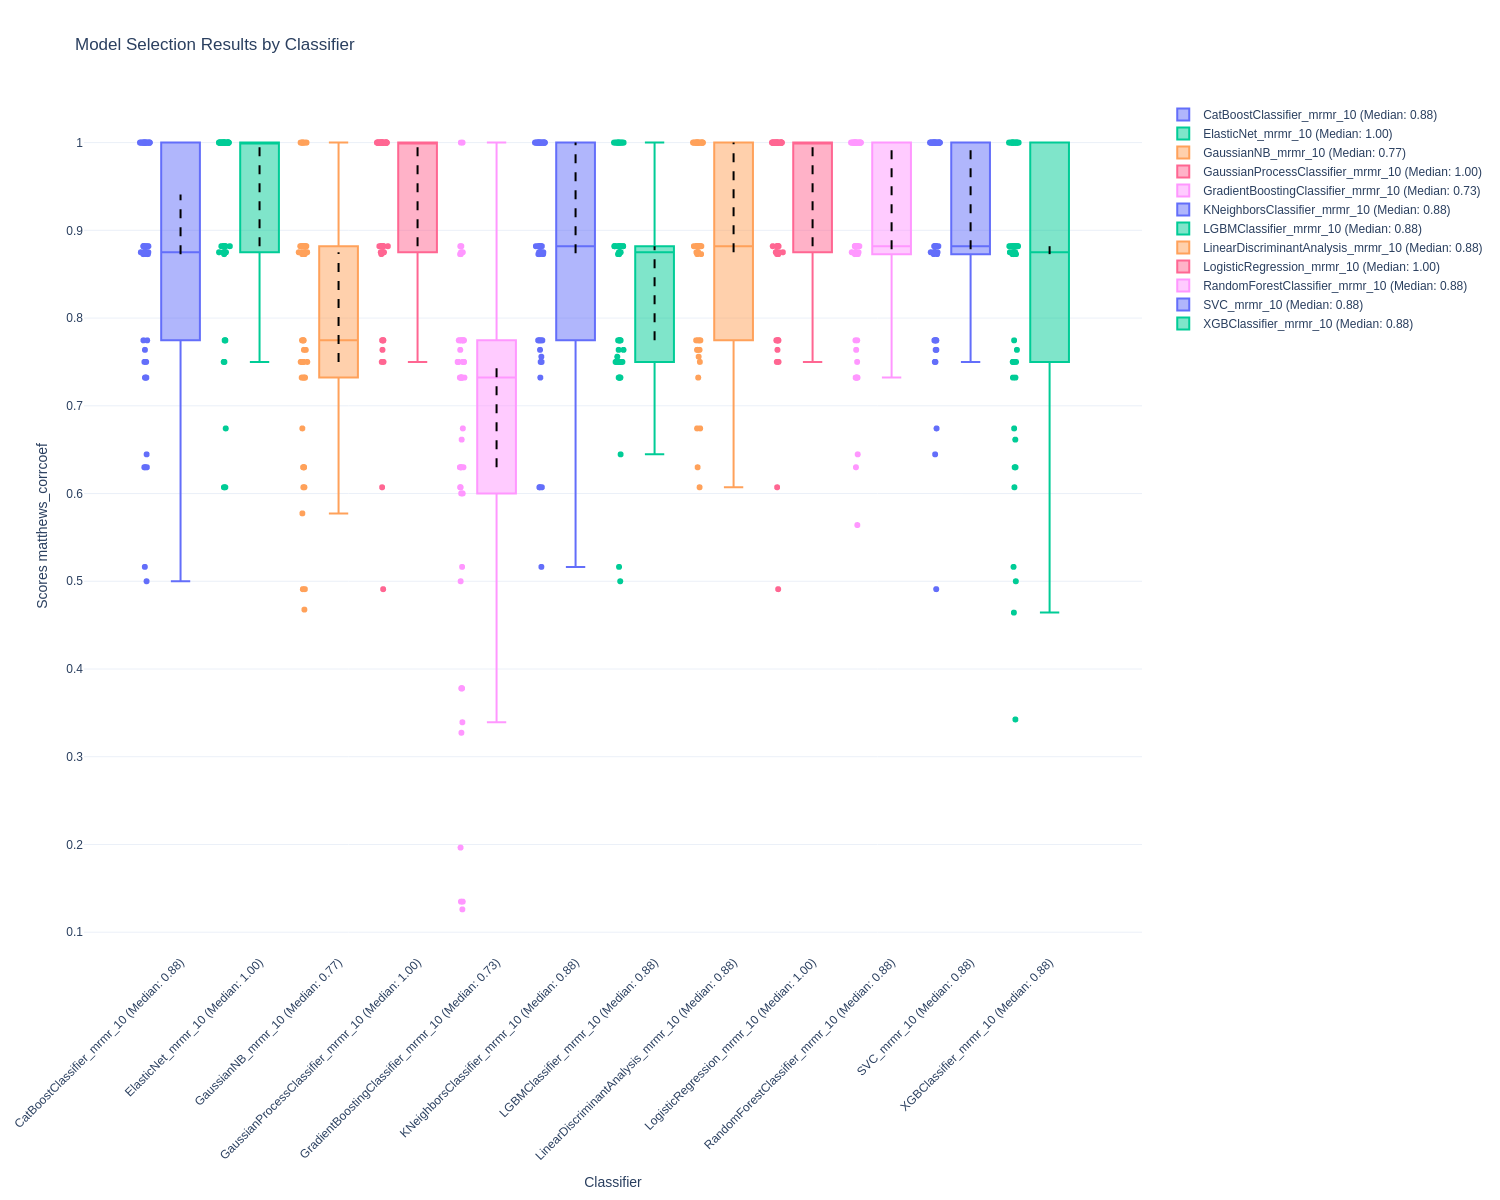 Model Selection Results by Classifier
CatBoostClassifier_mrmr_10 (Median: 0.88)
ElasticNet_mrmr_10 (Median: 1.00)
GaussianNB_mrmr_10 (Median: 0.77)
GaussianProcessClassifier_mrmr_10 (Median: 1.00)
GradientBoostingClassifier_mrmr_10 (Median: 0.73)
KNeighborsClassifier_mrmr_10 (Median: 0.88)
LGBMClassifier_mrmr_10 (Median: 0.88)
LinearDiscriminantAnalysis_mrmr_10 (Median: 0.88)
LogisticRegression_mrmr_10 (Median: 1.00)
RandomForestClassifier_mrmr_10 (Median: 0.88)
SVC_mrmr_10 (Median: 0.88)
XGBClassifier_mrmr_10 (Median: 0.88)
1
0.9
0.8
0.7
0.6
0.5
0.4
0.3
0.2
0.1
Scores matthews_corrcoef
CatBoostClassifier_mrmr_10 (Median: 0.88)
ElasticNet_mrmr_10 (Median: 1.00)
GaussianNB_mrmr_10 (Median: 0.77)
GaussianProcessClassifier_mrmr_10 (Median: 1.00)
GradientBoostingClassifier_mrmr_10 (Median: 0.73)
KNeighborsClassifier_mrmr_10 (Median: 0.88)
LGBMClassifier_mrmr_10 (Median: 0.88)
LinearDiscriminantAnalysis_mrmr_10 (Median: 0.88)
LogisticRegression_mrmr_10 (Median: 1.00)
RandomForestClassifier_mrmr_10 (Median: 0.88)
SVC_mrmr_10 (Median: 0.88)
XGBClassifier_mrmr_10 (Median: 0.88)
Classifier